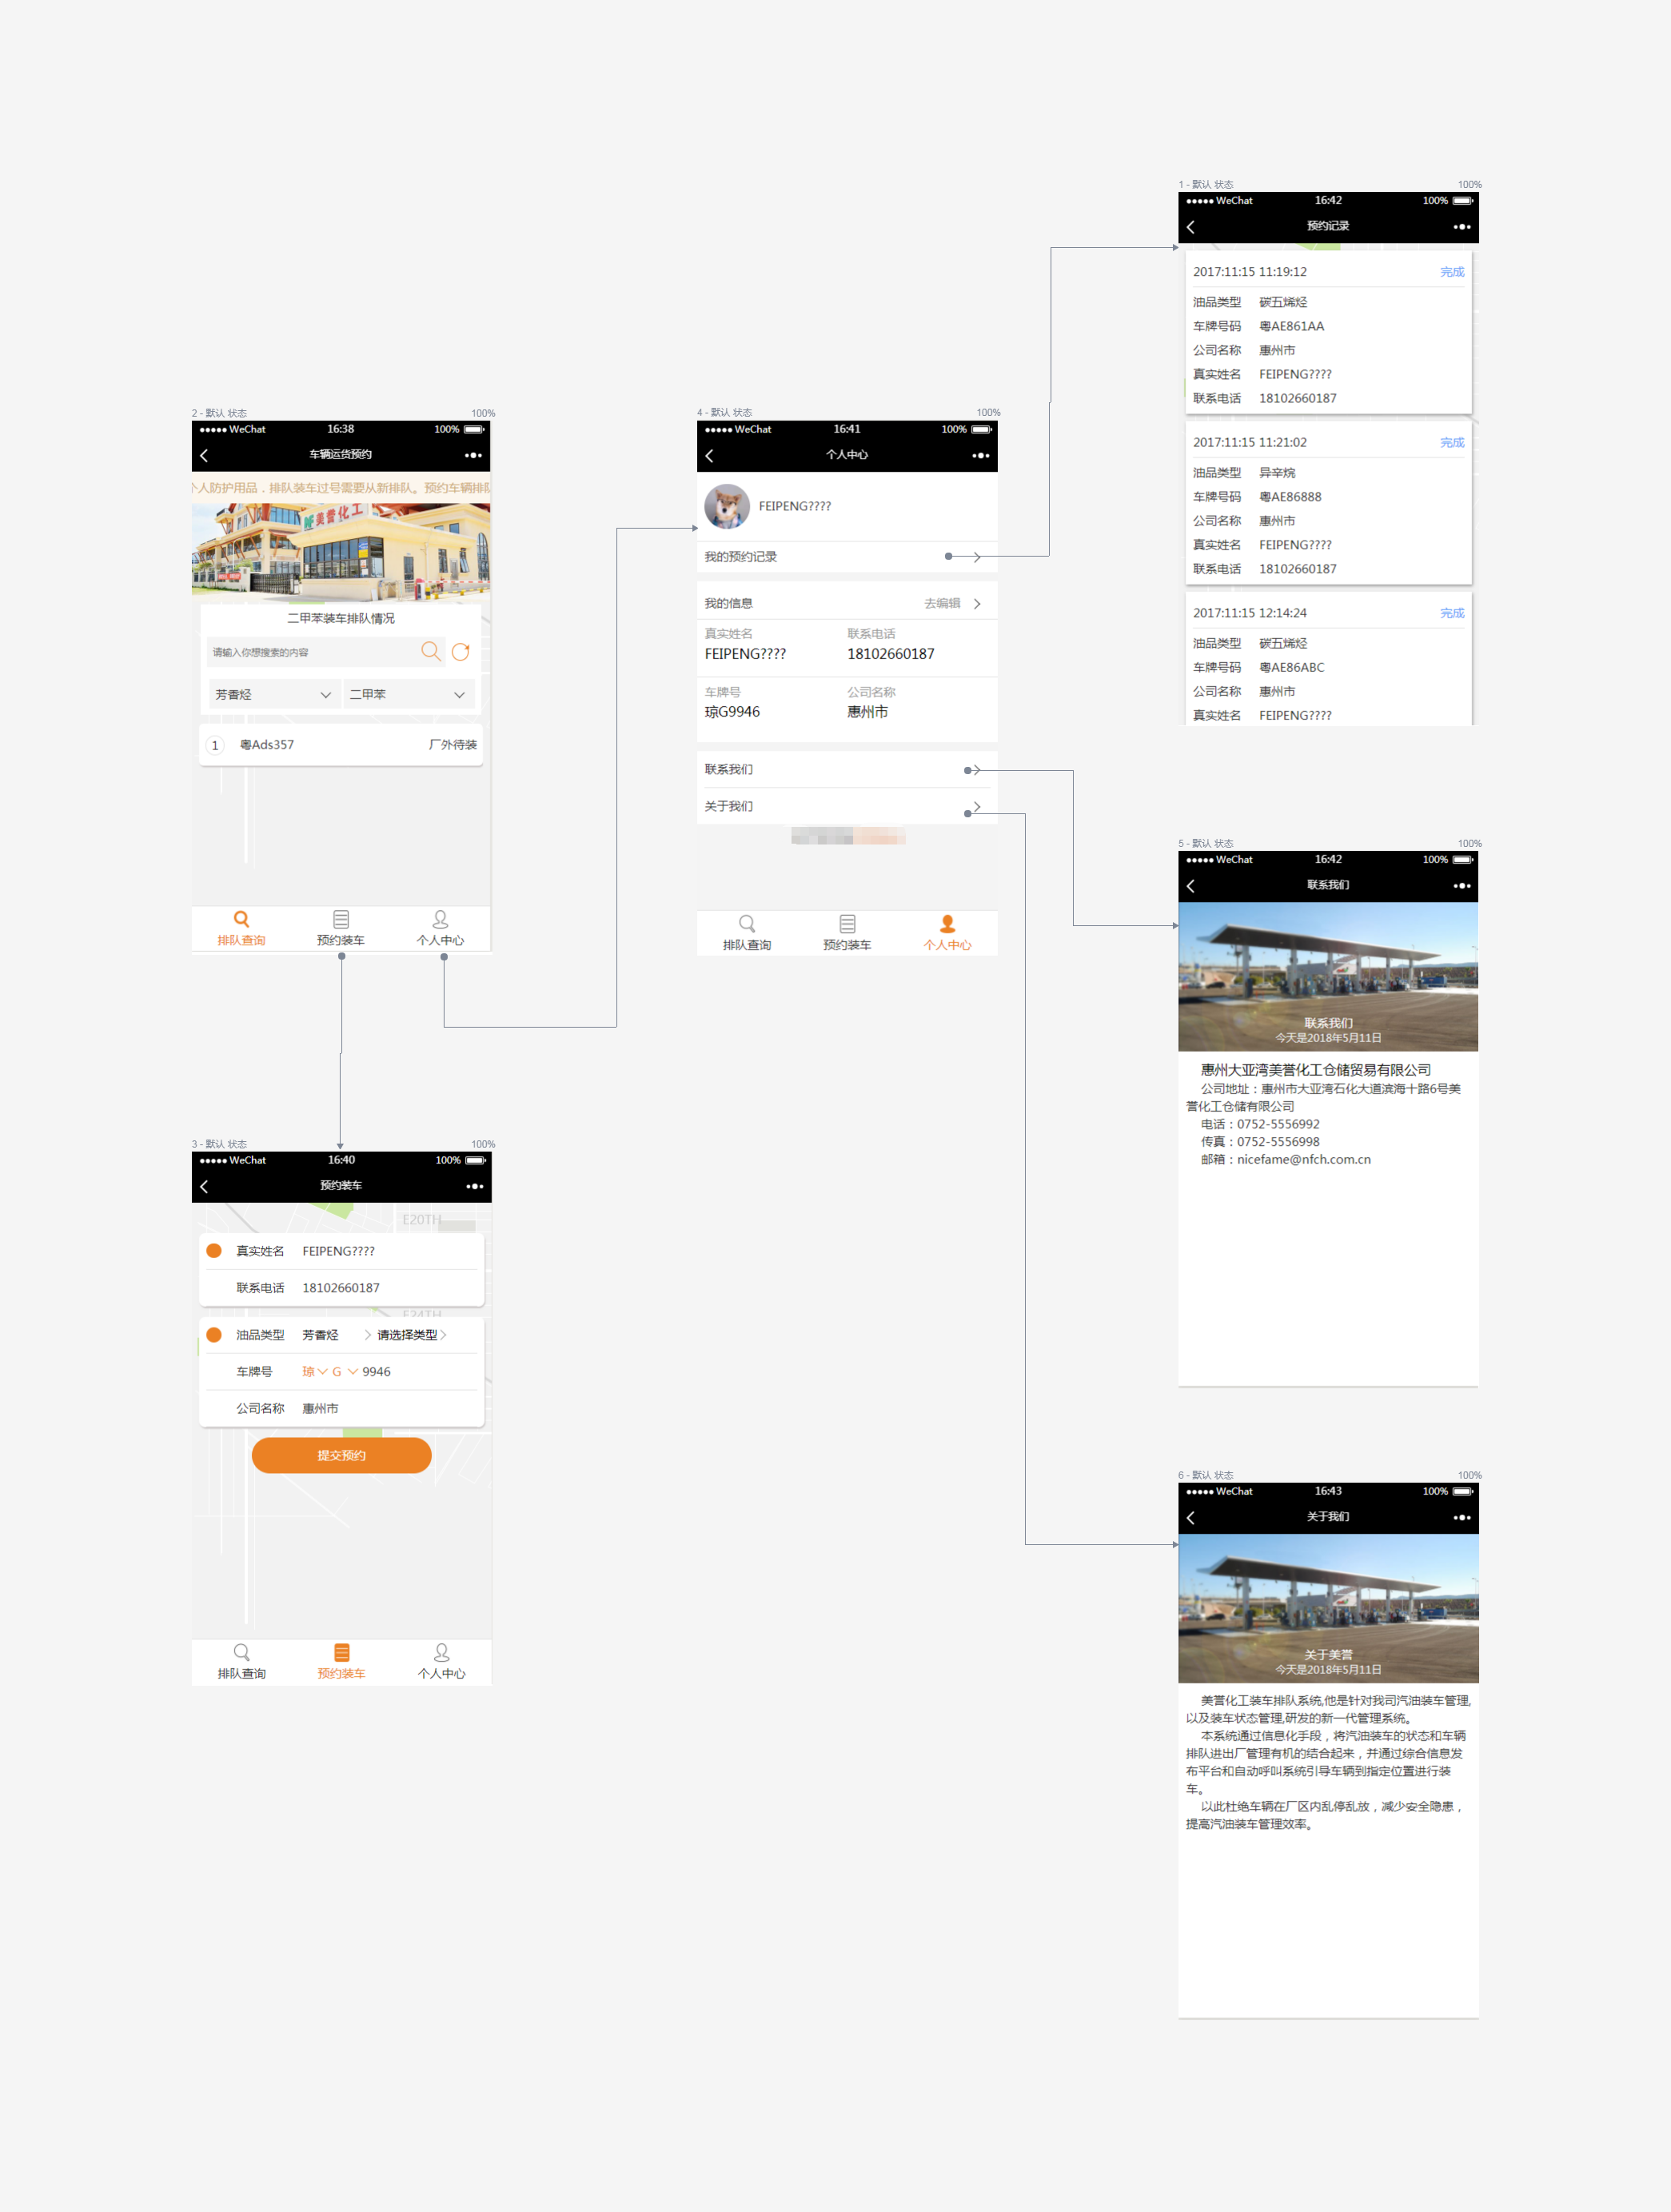 2 - 默认 状态 100%
WeChat 16:38 100%
车辆运货预约
个人防护用品．排队装车过号需要从新排队。预约车辆排队
美誉化工
二甲苯装车排队情况
请输入你想搜索的内容
芳香烃 二甲苯
1 粤Ads357 厂外待装
排队查询 预约装车 个人中心
3 - 默认 状态 100%
WeChat 16:40 100%
预约装车
E20TH
真实姓名 FEIPENG????
联系电话 18102660187
E24TH
油品类型 芳香烃 请选择类型
车牌号 琼 G 9946
公司名称 惠州市
提交预约
排队查询 预约装车 个人中心
4 - 默认 状态 100%
WeChat 16:41 100%
个人中心
FEIPENG????
我的预约记录
我的信息 去编辑
真实姓名 联系电话
FEIPENG???? 18102660187
车牌号 公司名称
琼G9946 惠州市
联系我们
关于我们
排队查询 预约装车 个人中心
1 - 默认 状态 100%
WeChat 16:42 100%
预约记录
2017:11:15 11:19:12 完成
油品类型 碳五烯烃
车牌号码 粤AE861AA
公司名称 惠州市
真实姓名 FEIPENG????
联系电话 18102660187
2017:11:15 11:21:02 完成
油品类型 异辛烷
车牌号码 粤AE86888
公司名称 惠州市
真实姓名 FEIPENG????
联系电话 18102660187
2017:11:15 12:14:24 完成
油品类型 碳五烯烃
车牌号码 粤AE86ABC
公司名称 惠州市
真实姓名 FEIPENG????
5 - 默认 状态 100%
WeChat 16:42 100%
联系我们
联系我们
今天是2018年5月11日
惠州大亚湾美誉化工仓储贸易有限公司
公司地址：惠州市大亚湾石化大道滨海十路6号美
誉化工仓储有限公司
电话：0752-5556992
传真：0752-5556998
邮箱：nicefame@nfch.com.cn
6 - 默认 状态 100%
WeChat 16:43 100%
关于我们
关于美誉
今天是2018年5月11日
美誉化工装车排队系统,他是针对我司汽油装车管理,
以及装车状态管理,研发的新一代管理系统。
本系统通过信息化手段，将汽油装车的状态和车辆
排队进出厂管理有机的结合起来，并通过综合信息发
布平台和自动呼叫系统引导车辆到指定位置进行装
车。
以此杜绝车辆在厂区内乱停乱放，减少安全隐患，
提高汽油装车管理效率。